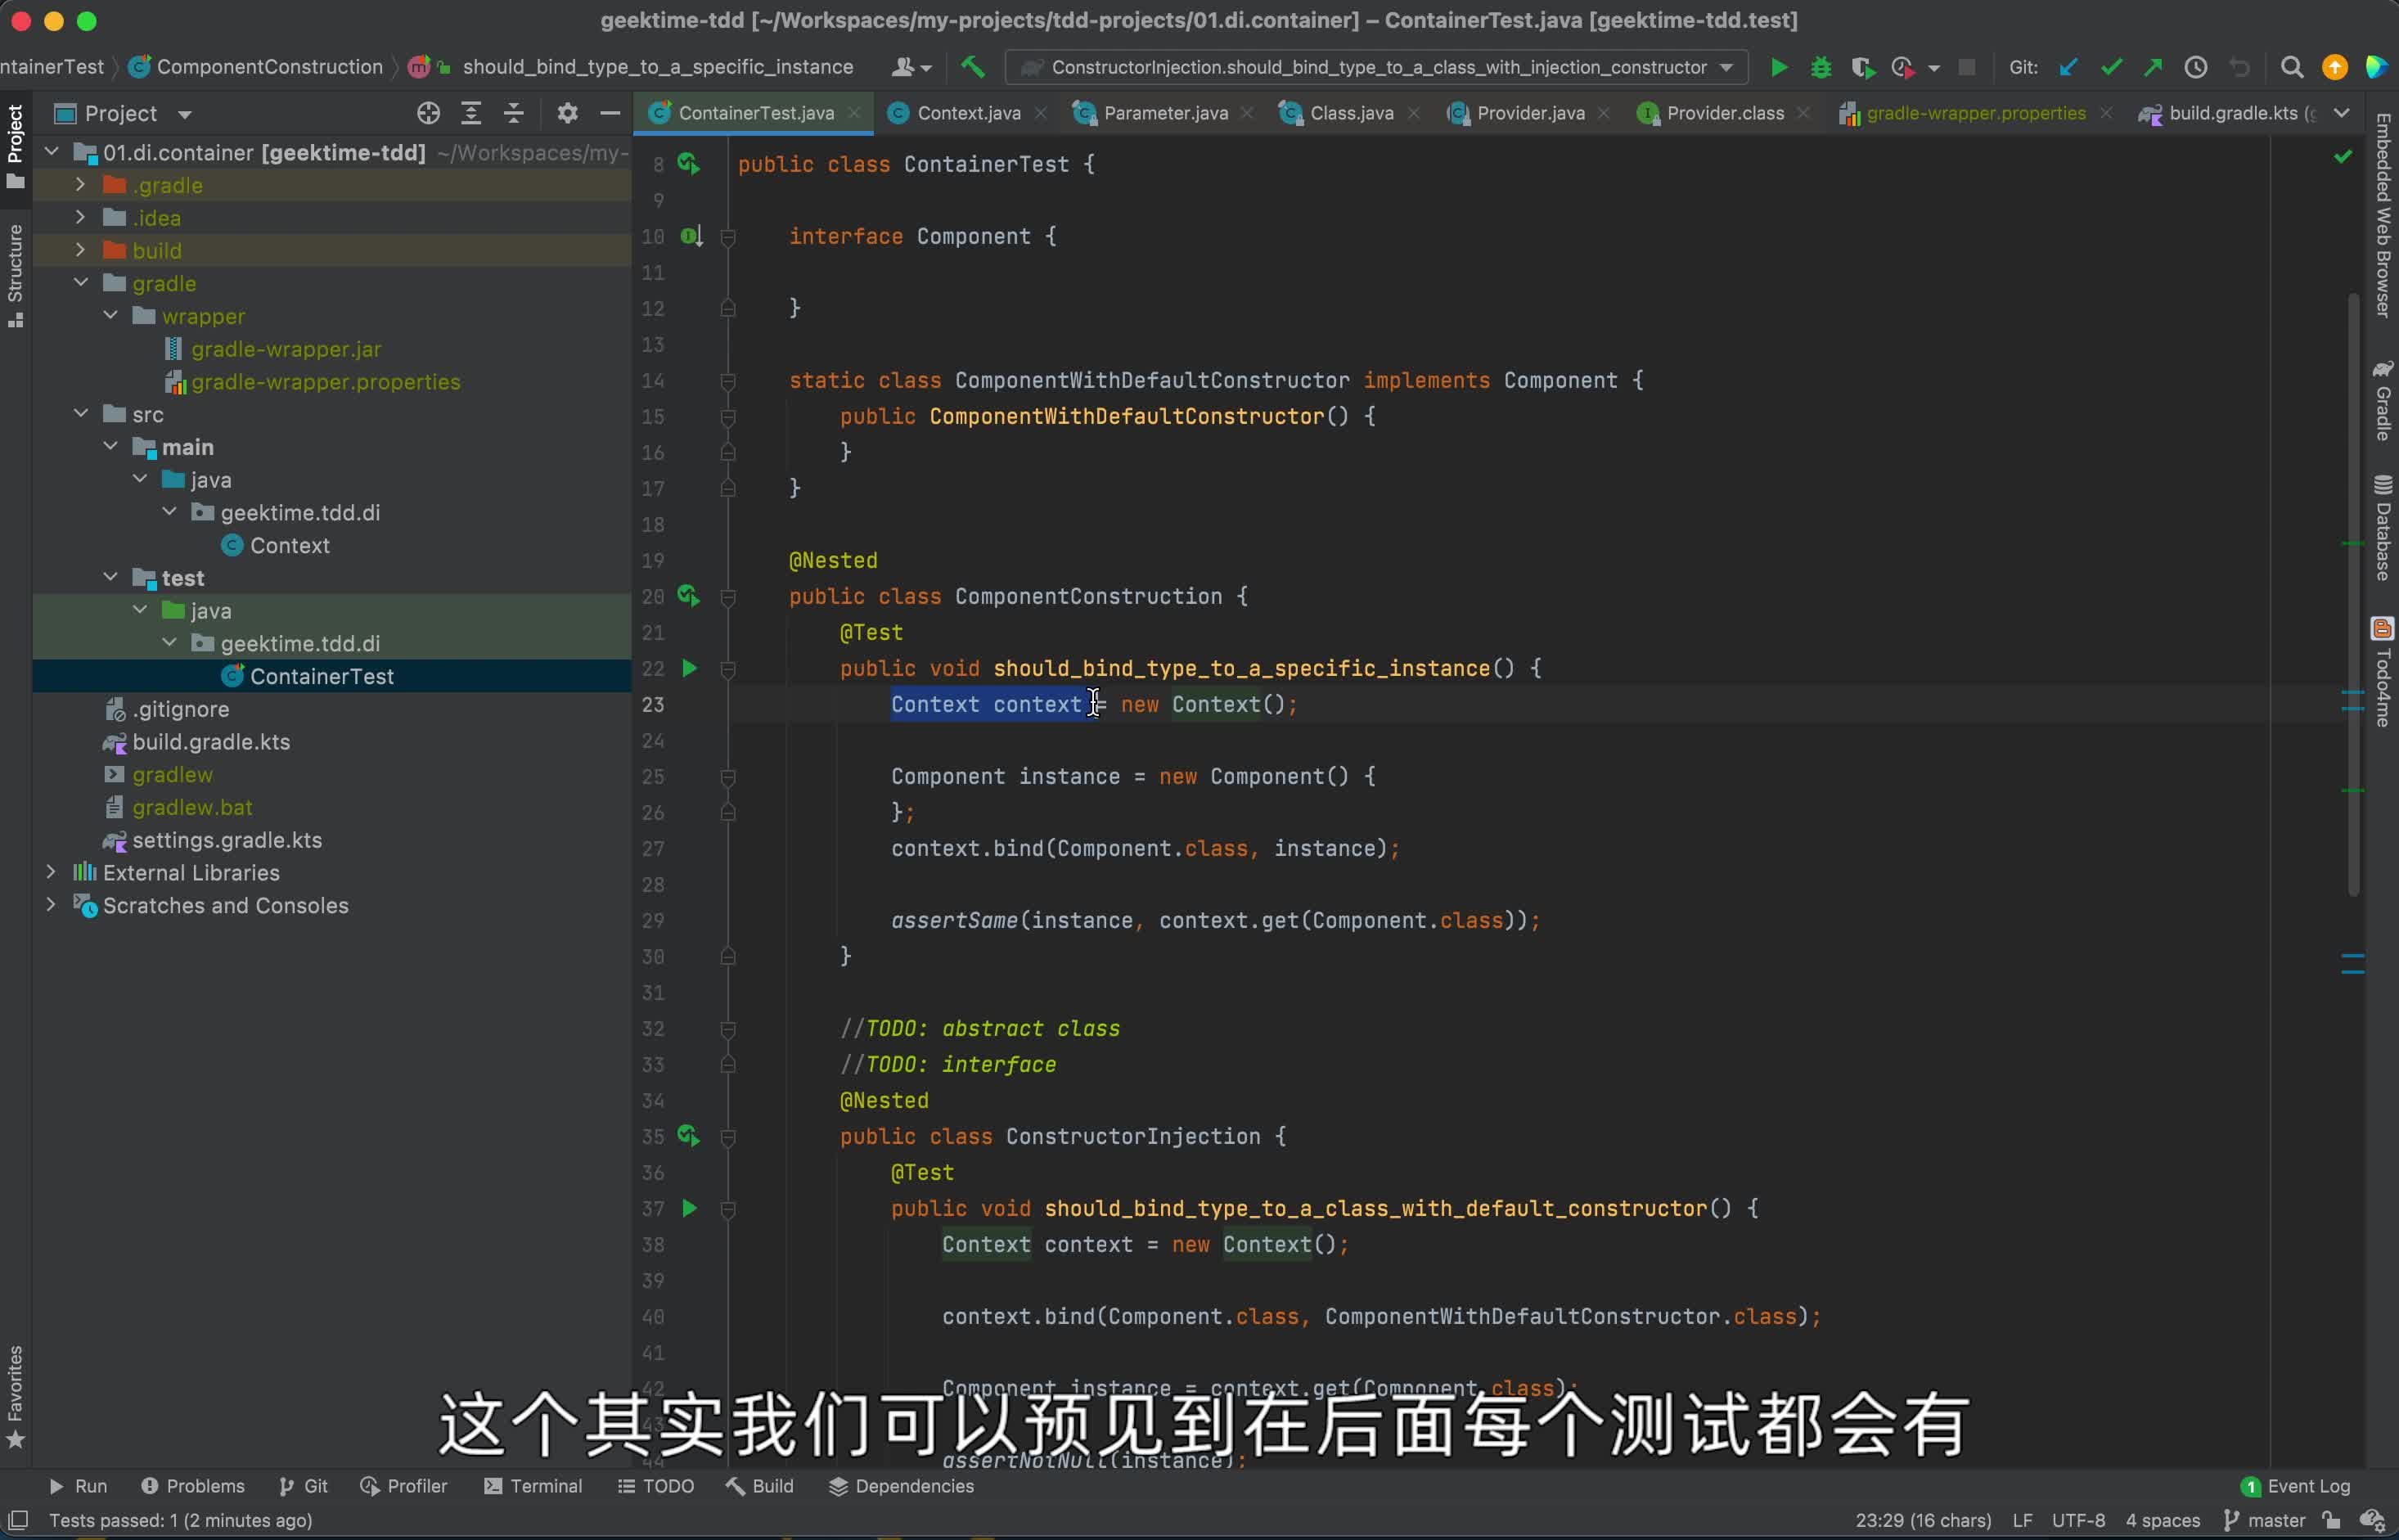 geektime-tdd [~/Workspaces/my-projects/tdd-projects/01.di.container] – ContainerTest.java [geektime-tdd.test]
ntainerTest ComponentConstruction should_bind_type_to_a_specific_instance ConstructorInjection.should_bind_type_to_a_class_with_injection_constructor Git:
Project
ContainerTest.java Context.java Parameter.java Class.java Provider.java Provider.class gradle-wrapper.properties build.gradle.kts (
Project
Structure
Favorites
01.di.container [geektime-tdd] ~/Workspaces/my-
.gradle
.idea
build
gradle
wrapper
gradle-wrapper.jar
gradle-wrapper.properties
src
main
java
geektime.tdd.di
Context
test
java
geektime.tdd.di
ContainerTest
.gitignore
build.gradle.kts
gradlew
gradlew.bat
settings.gradle.kts
External Libraries
Scratches and Consoles
8 public class ContainerTest {
9
10 interface Component {
11
12 }
13
14 static class ComponentWithDefaultConstructor implements Component {
15 public ComponentWithDefaultConstructor() {
16 }
17 }
18
19 @Nested
20 public class ComponentConstruction {
21 @Test
22 public void should_bind_type_to_a_specific_instance() {
23 Context context = new Context();
24
25 Component instance = new Component() {
26 };
27 context.bind(Component.class, instance);
28
29 assertSame(instance, context.get(Component.class));
30 }
31
32 //TODO: abstract class
33 //TODO: interface
34 @Nested
35 public class ConstructorInjection {
36 @Test
37 public void should_bind_type_to_a_class_with_default_constructor() {
38 Context context = new Context();
39
40 context.bind(Component.class, ComponentWithDefaultConstructor.class);
41
42 Component instance = context.get(Component.class);
43
44 assertNotNull(instance);
这个其实我们可以预见到在后面每个测试都会有
Embedded Web Browser
Gradle
Database
Todo4me
Run Problems Git Profiler Terminal TODO Build Dependencies 1 Event Log
Tests passed: 1 (2 minutes ago) 23:29 (16 chars) LF UTF-8 4 spaces master